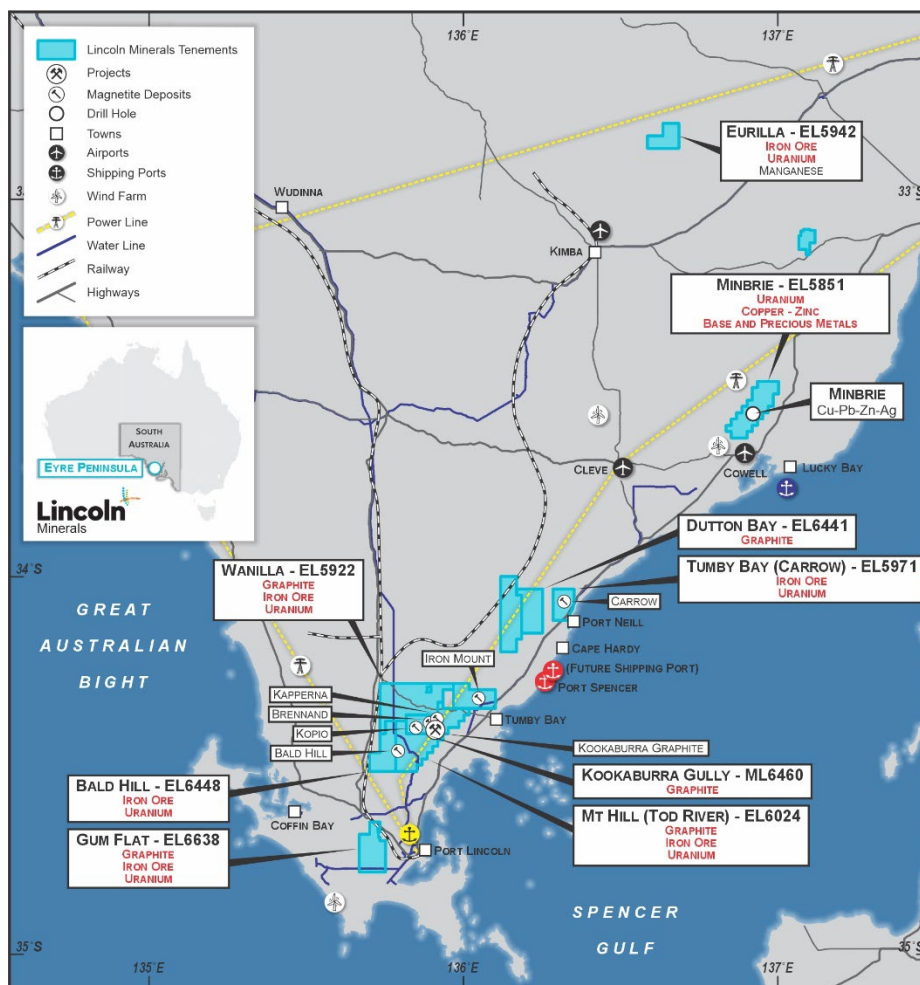 135°E
136°E
137°E
Lincoln Minerals Tenements
Projects
Magnetite Deposits
Drill Hole
Towns
Airports
Shipping Ports
Wind Farm
Power Line
Water Line
Railway
Highways
SOUTH
AUSTRALIA
EYRE PENINSULA
Lincoln
Minerals
WUDINNA
EURILLA - EL5942
IRON ORE
URANIUM
MANGANESE
33°S
KIMBA
MINBRIE - EL5851
URANIUM
COPPER - ZINC
BASE AND PRECIOUS METALS
MINBRIE
Cu-Pb-Zn-Ag
CLEVE
COWELL
LUCKY BAY
DUTTON BAY - EL6441
GRAPHITE
34°S
34°S
WANILLA - EL5922
GRAPHITE
IRON ORE
URANIUM
TUMBY BAY (CARROW) - EL5971
IRON ORE
URANIUM
CARROW
PORT NEILL
GREAT
AUSTRALIAN
BIGHT
CAPE HARDY
(FUTURE SHIPPING PORT)
PORT SPENCER
IRON MOUNT
KAPPERNA
BRENNAND
KOPIO
BALD HILL
TUMBY BAY
KOOKABURRA GRAPHITE
BALD HILL - EL6448
IRON ORE
URANIUM
KOOKABURRA GULLY - ML6460
GRAPHITE
COFFIN BAY
MT HILL (TOD RIVER) - EL6024
GRAPHITE
IRON ORE
URANIUM
GUM FLAT - EL6638
GRAPHITE
IRON ORE
URANIUM
PORT LINCOLN
SPENCER
GULF
35°S
35°S
135°E
136°E
137°E